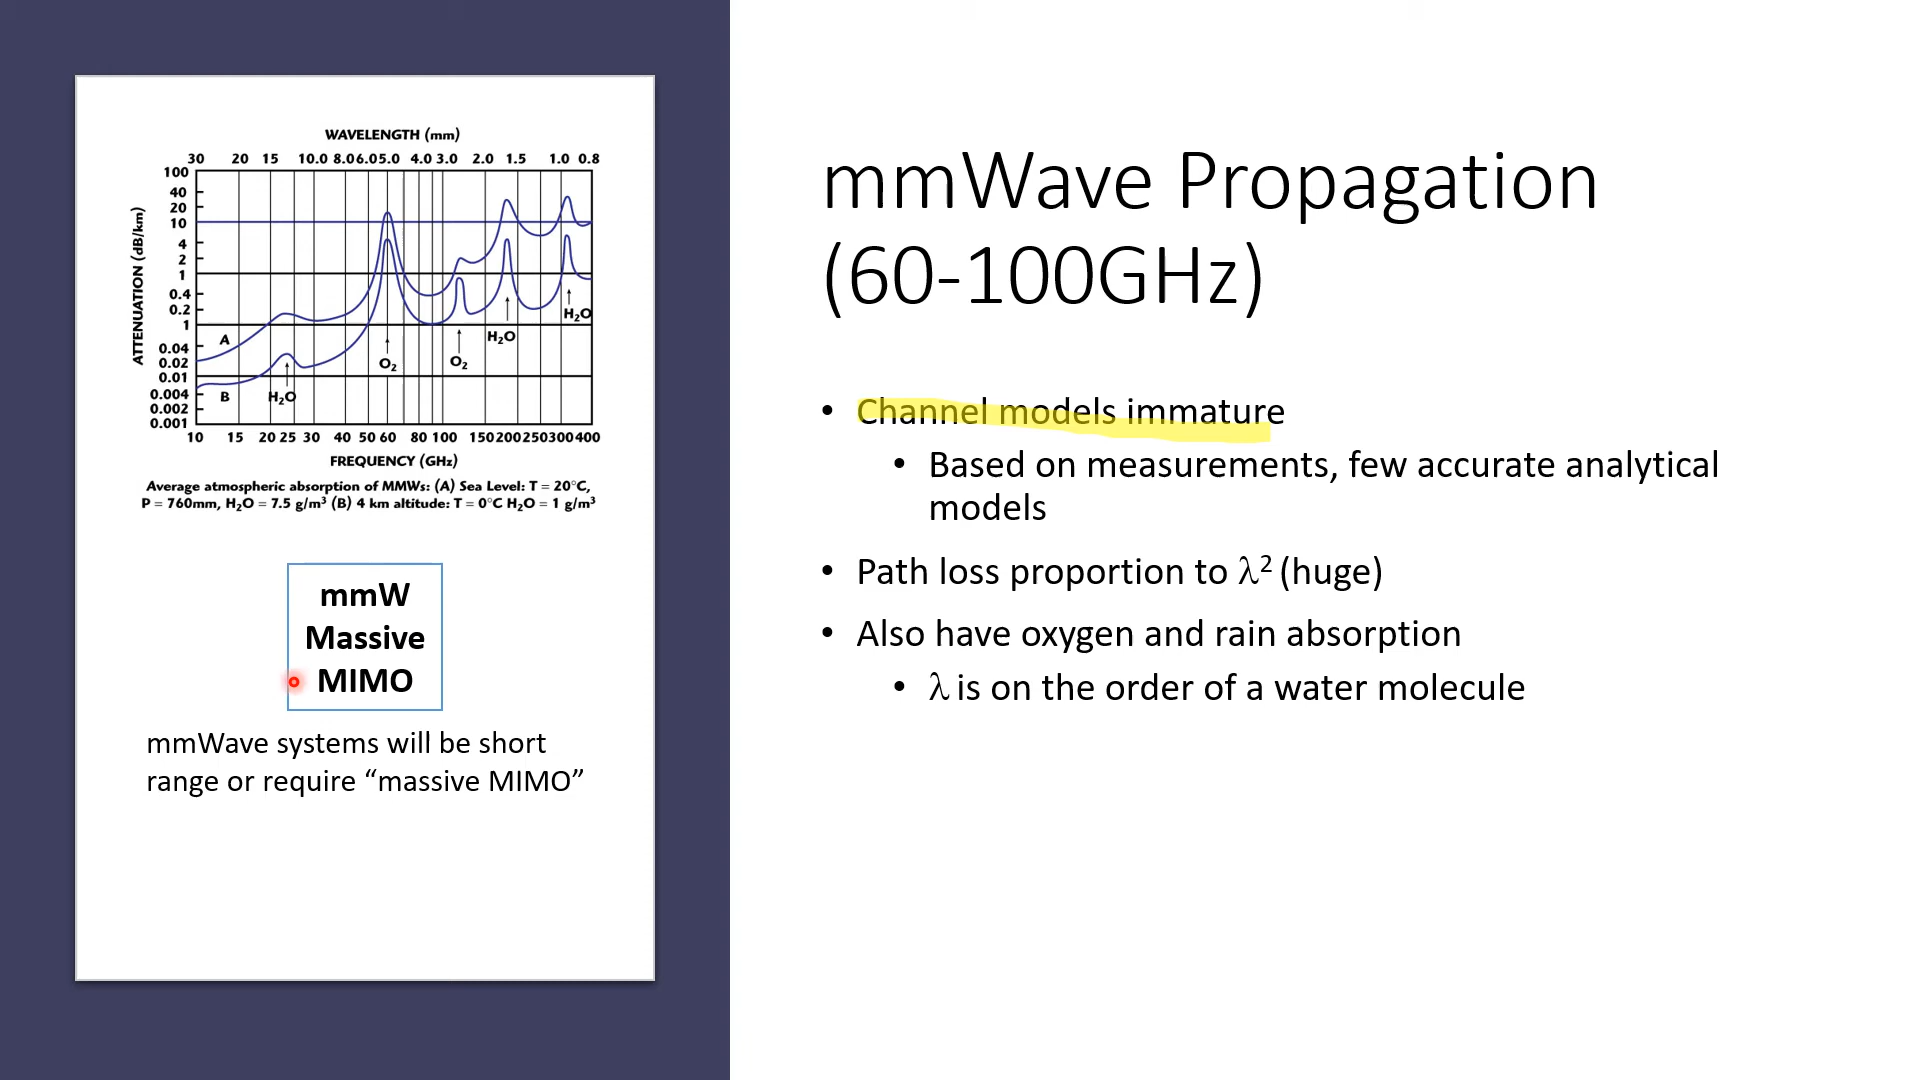 WAVELENGTH (mm)
30 20 15 10.0 8.0 6.0 5.0 4.0 3.0 2.0 1.5 1.0 0.8
100
40
20
10
4
2
1
0.4
0.2
1
0.04
0.02
0.01
0.004
0.002
0.001
ATTENUATION (dB/km)
A
B
H₂O
O₂
O₂
H₂O
H₂O
10 15 20 25 30 40 50 60 80 100 150 200 250 300 400
FREQUENCY (GHz)
Average atmospheric absorption of MMWs: (A) Sea Level: T = 20°C,
P = 760mm, H₂O = 7.5 g/m³ (B) 4 km altitude: T = 0°C H₂O = 1 g/m³
mmW
Massive
MIMO
mmWave systems will be short
range or require “massive MIMO”
mmWave Propagation
(60-100GHz)
• Channel models immature
• Based on measurements, few accurate analytical
models
• Path loss proportion to λ² (huge)
• Also have oxygen and rain absorption
• λ is on the order of a water molecule